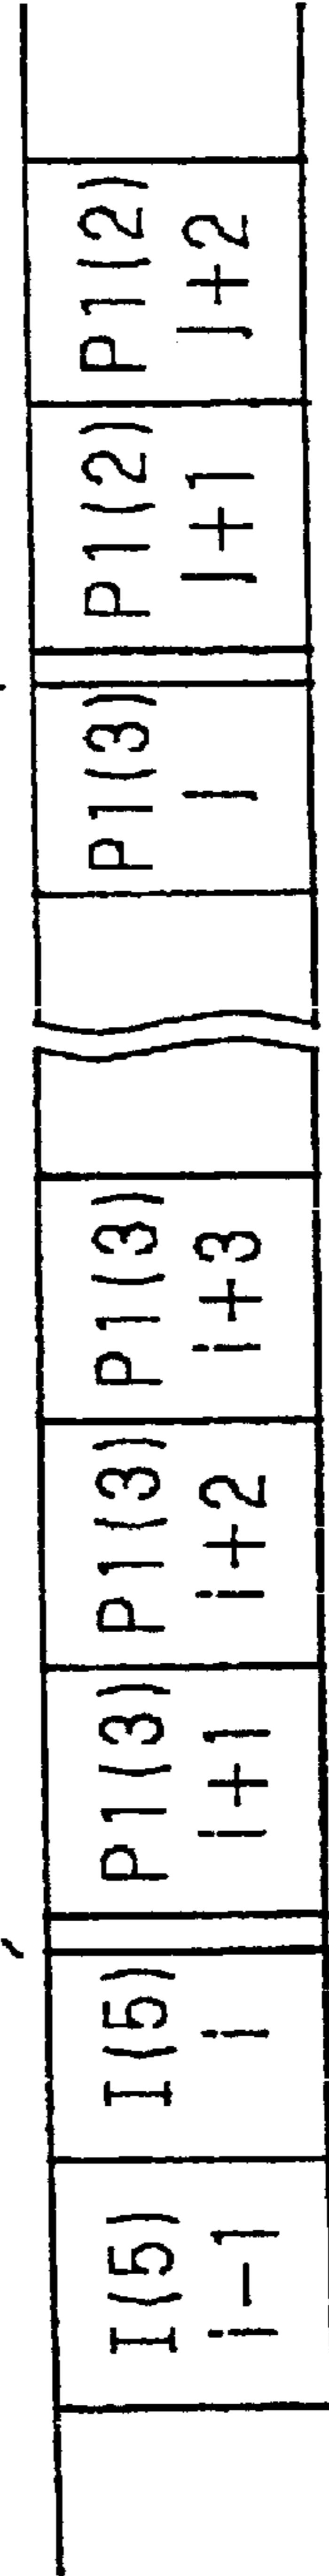 I(5) I(5) P1(3) P1(3) P1(3) P1(3) P1(2) P1(2)
i-1 i i+1 i+2 i+3 j j+1 j+2